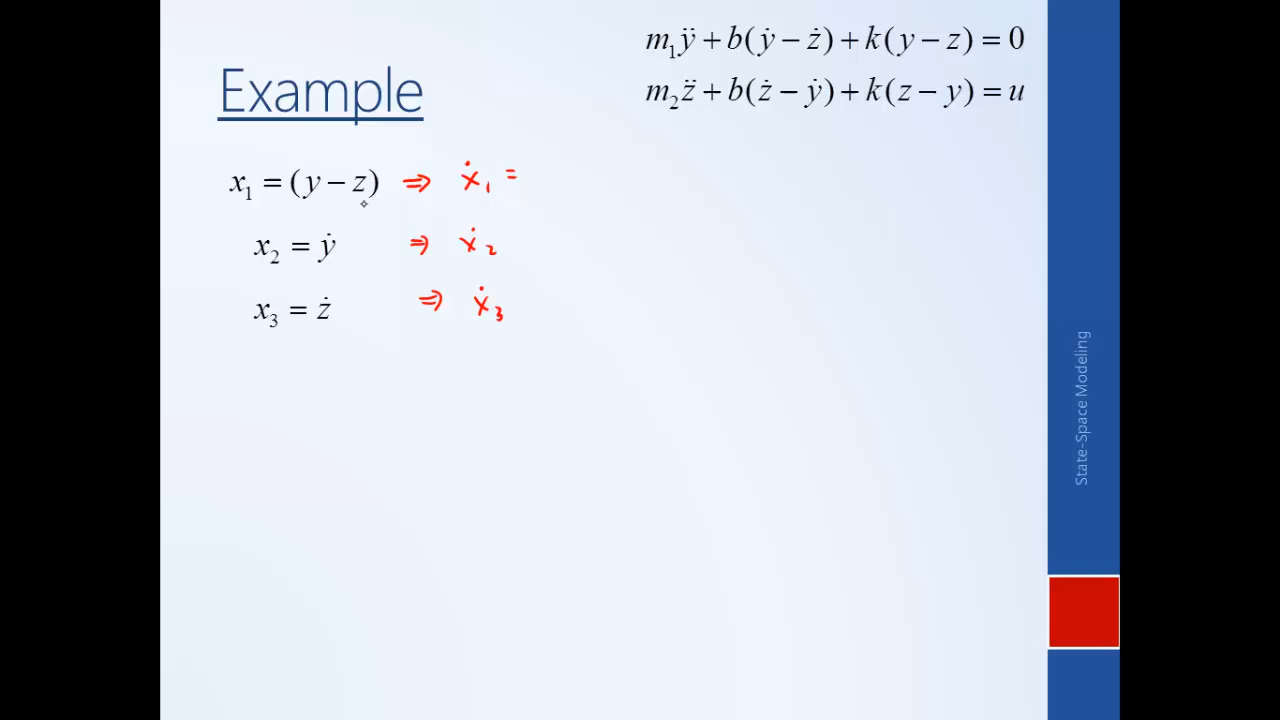 m₁ÿ + b(ẏ − ż) + k(y − z) = 0
m₂z̈ + b(ż − ẏ) + k(z − y) = u
Example
x₁ = (y − z) ⇒ ẋ₁ =
x₂ = ẏ ⇒ ẋ₂
x₃ = ż ⇒ ẋ₃
State-Space Modeling